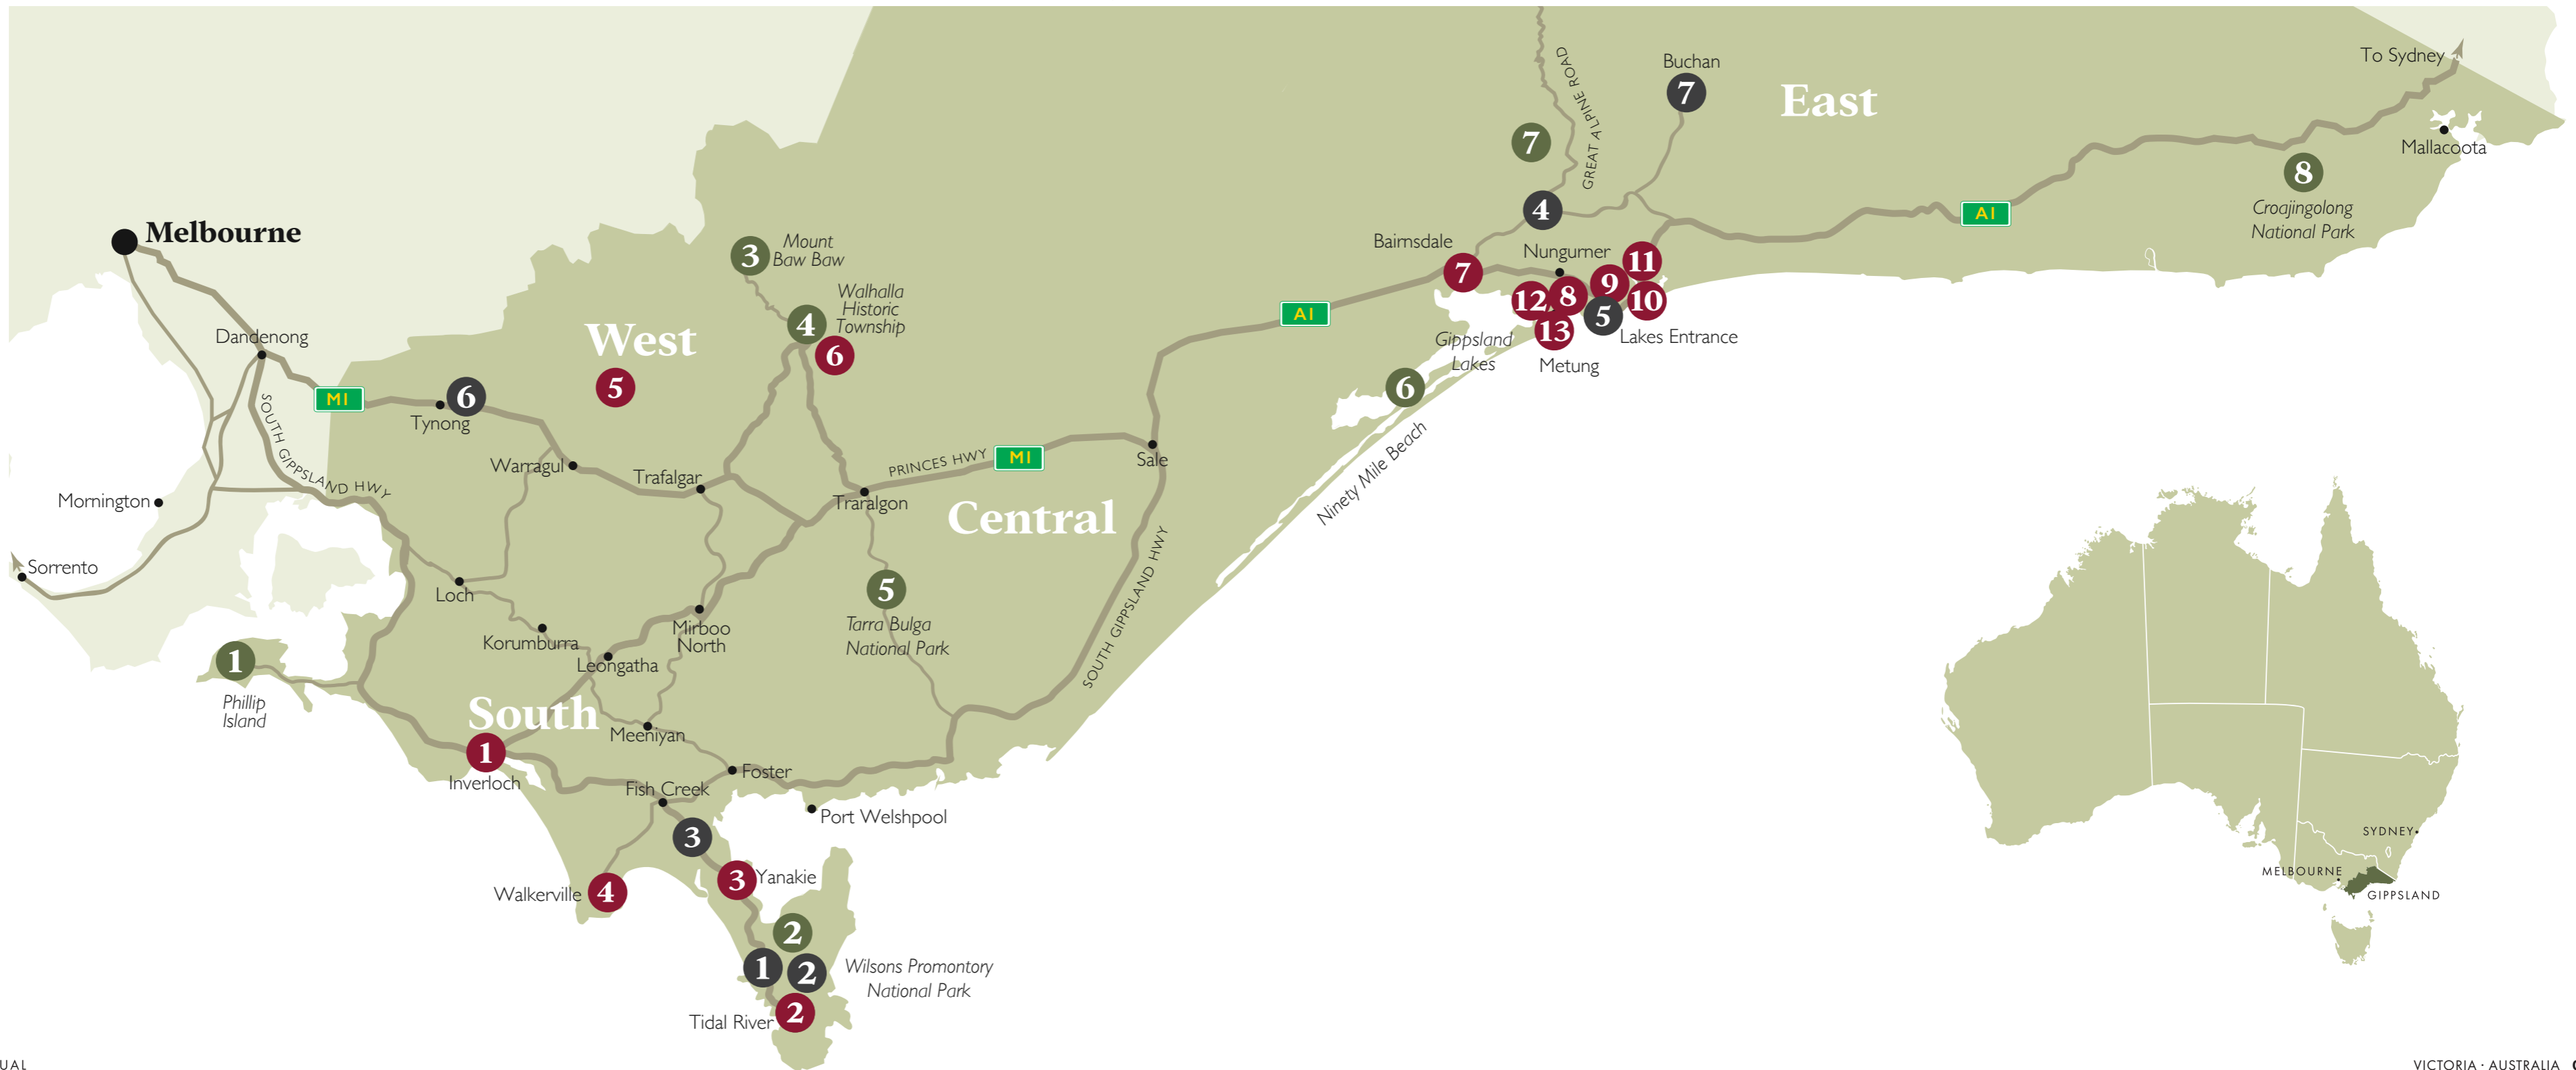 To Sydney
Buchan
7
GREAT ALPINE ROAD
East
7
Mallacoota
8
Croajingolong
National Park
4
A1
Melbourne
3
Mount
Baw Baw
Bairnsdale
7
Nungurner
11
9
12
8
10
5
13
Lakes Entrance
Metung
Gippsland
Lakes
6
Ninety Mile Beach
A1
Walhalla
Historic
Township
4
6
West
5
Dandenong
M1
6
Tynong
SOUTH GIPPSLAND HWY
Warragul
Trafalgar
PRINCES HWY
M1
Sale
Traralgon
Central
Mornington
Sorrento
Loch
5
Tarra Bulga
National Park
SOUTH GIPPSLAND HWY
Korumburra
Mirboo
North
Leongatha
1
Phillip
Island
South
Meeniyan
1
Inverloch
Foster
Fish Creek
Port Welshpool
3
3
Yanakie
Walkerville
4
2
1
2
Wilsons Promontory
National Park
Tidal River
2
SYDNEY
MELBOURNE
GIPPSLAND
UAL
VICTORIA · AUSTRALIA